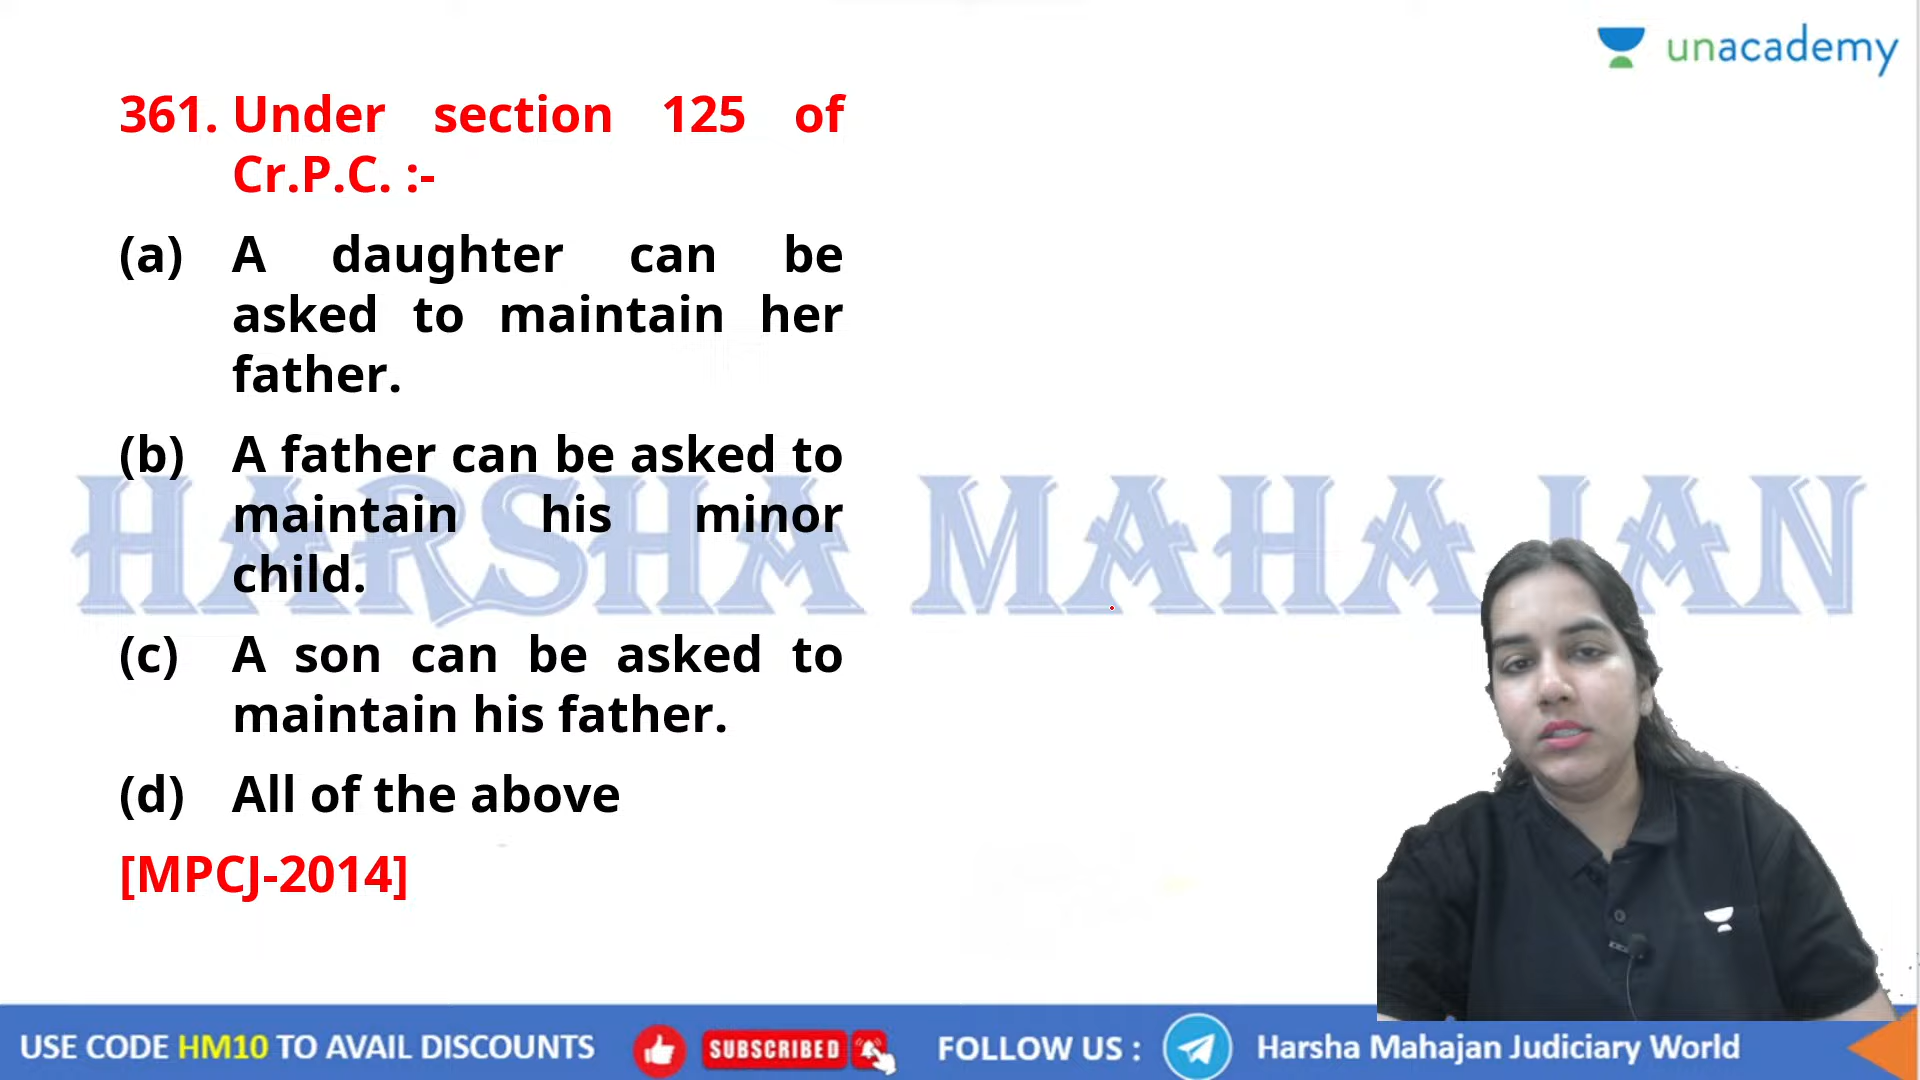 unacademy
361. Under section 125 of
Cr.P.C. :-
(a) A daughter can be
asked to maintain her
father.
(b) A father can be asked to
maintain his minor
child.
(c) A son can be asked to
maintain his father.
(d) All of the above
[MPCJ-2014]
HARSHA MAHAJAN
USE CODE HM10 TO AVAIL DISCOUNTS
SUBSCRIBED
FOLLOW US :
Harsha Mahajan Judiciary World